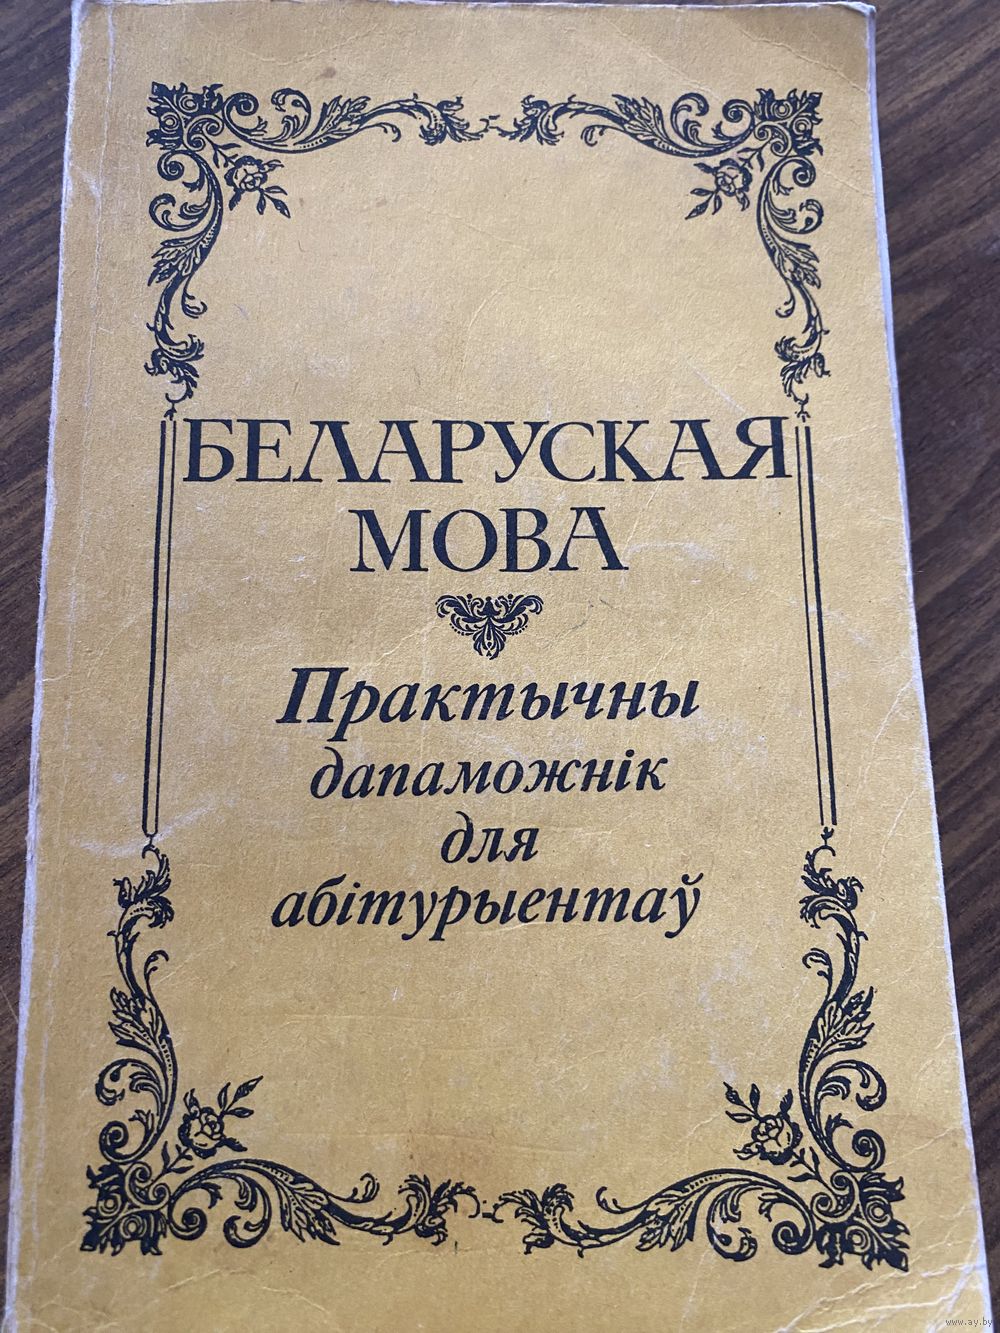 БЕЛАРУСКАЯ
МОВА
Практычны
дапаможнік
для
абітурыентаў
www.ay.by